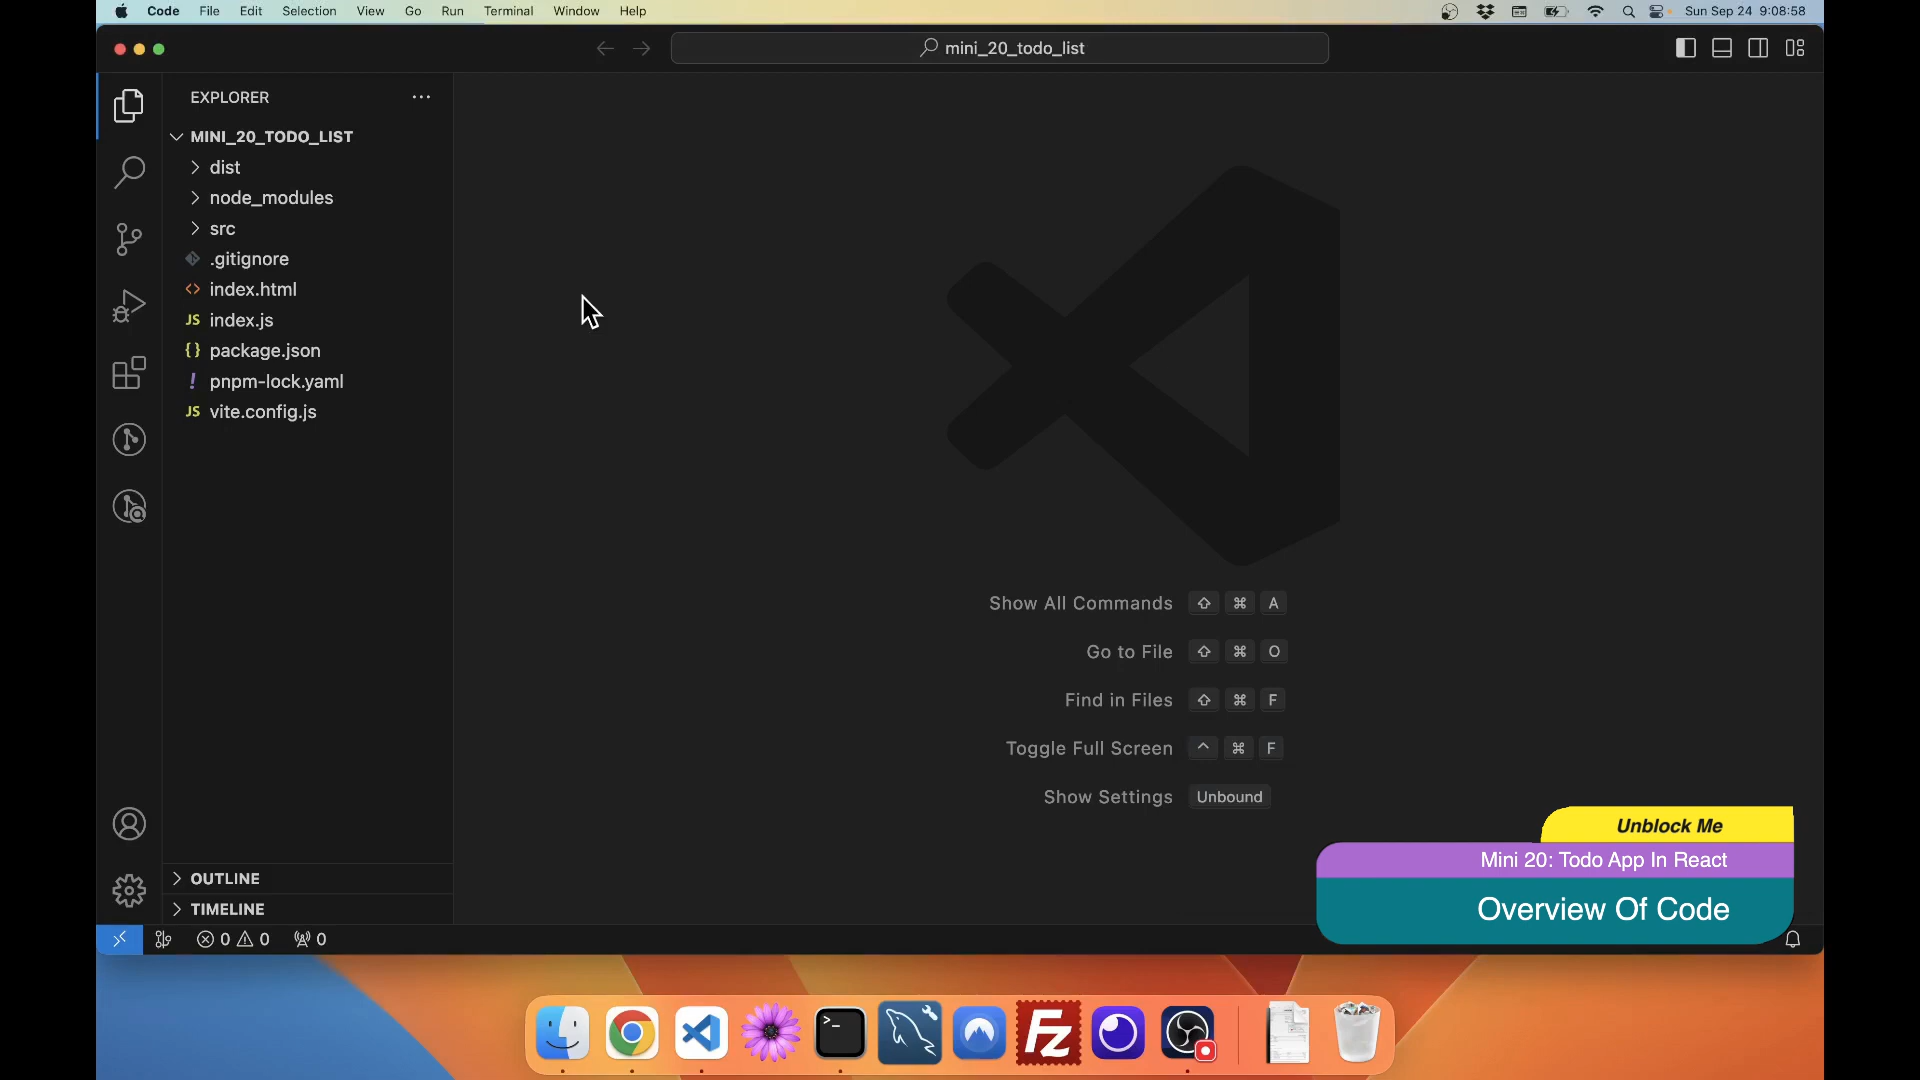 Code File Edit Selection View Go Run Terminal Window Help
Sun Sep 24 9:08:58
mini_20_todo_list
EXPLORER
MINI_20_TODO_LIST
dist
node_modules
src
.gitignore
<> index.html
JS index.js
{} package.json
! pnpm-lock.yaml
JS vite.config.js
Show All Commands ⇧ ⌘ A
Go to File ⇧ ⌘ O
Find in Files ⇧ ⌘ F
Toggle Full Screen ^ ⌘ F
Show Settings Unbound
Unblock Me
Mini 20: Todo App In React
Overview Of Code
OUTLINE
TIMELINE
0 0 0
>_
Fz